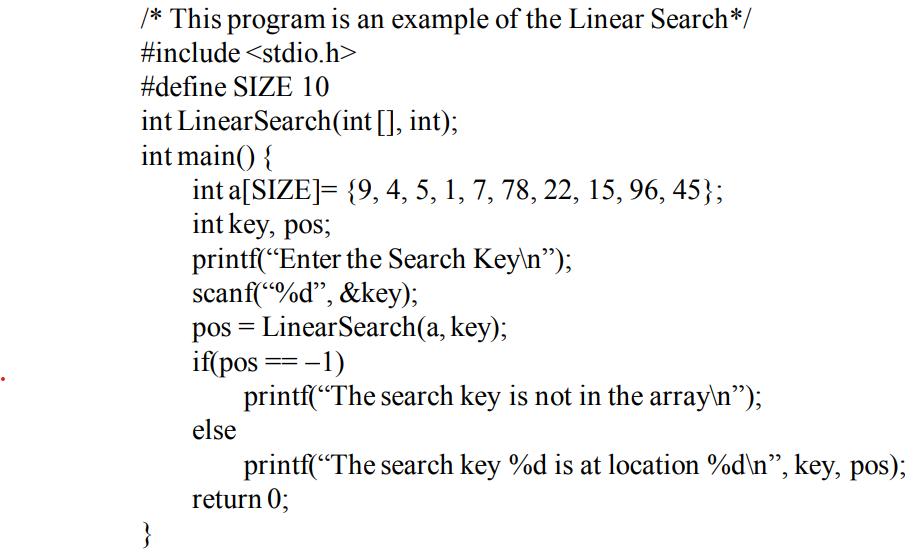 /* This program is an example of the Linear Search*/
#include <stdio.h>
#define SIZE 10
int LinearSearch(int [], int);
int main() {
int a[SIZE]= {9, 4, 5, 1, 7, 78, 22, 15, 96, 45};
int key, pos;
printf(“Enter the Search Key\n”);
scanf(“%d”, &key);
pos = LinearSearch(a, key);
if(pos == –1)
printf(“The search key is not in the array\n”);
else
printf(“The search key %d is at location %d\n”, key, pos);
return 0;
}